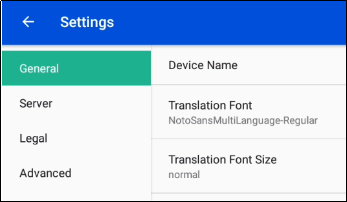 Settings
General
Server
Legal
Advanced
Device Name
Translation Font
NotoSansMultiLanguage-Regular
Translation Font Size
normal